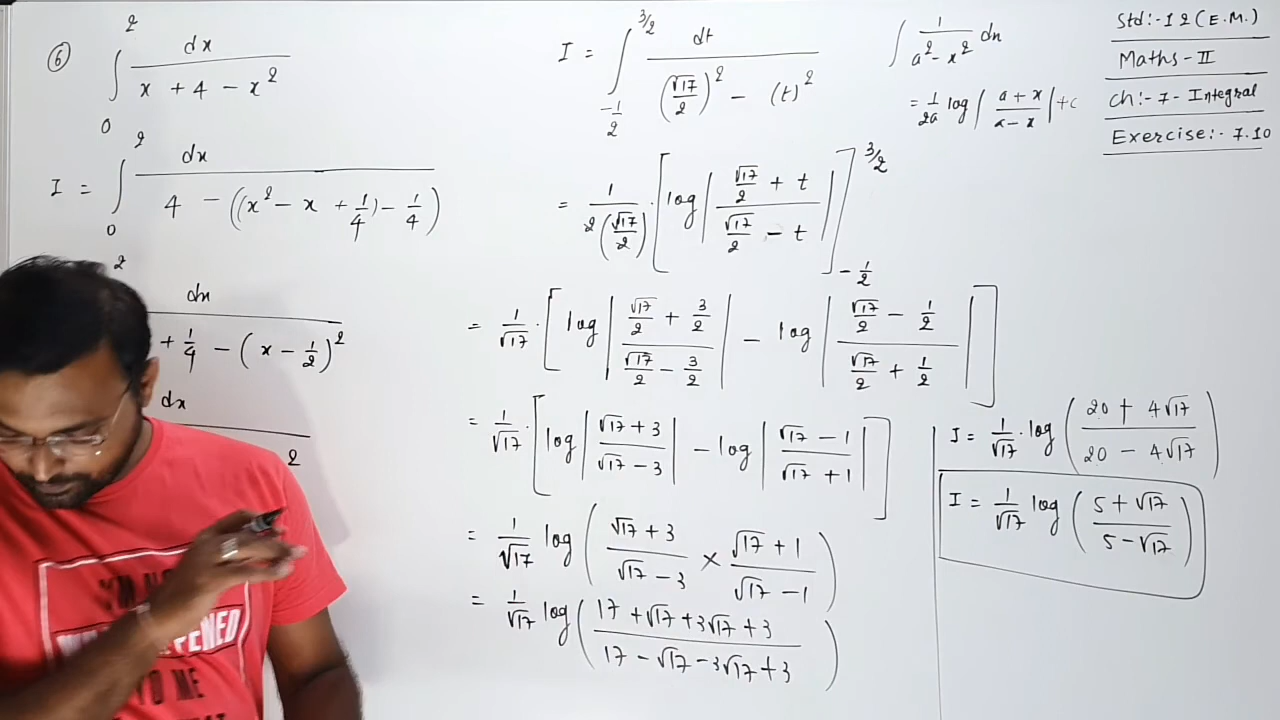 ⑥ ∫₀² dx / (x + 4 - x²)
I = ∫₀² dx / (4 - ((x² - x + 1/4) - 1/4))
2
dx / + 1/4 - (x - 1/2)²
dx
2
I = ∫_{-1/2}^{3/2} dt / ((√17/2)² - (t)²)
= 1/(2(√17/2)) · [log | (√17/2 + t) / (√17/2 - t) |]_{-1/2}^{3/2}
= 1/√17 · [log | (√17/2 + 3/2) / (√17/2 - 3/2) | - log | (√17/2 - 1/2) / (√17/2 + 1/2) |]
= 1/√17 · [log | (√17 + 3) / (√17 - 3) | - log | (√17 - 1) / (√17 + 1) |]
= 1/√17 log ( (√17 + 3) / (√17 - 3) × (√17 + 1) / (√17 - 1) )
= 1/√17 log ( (17 + √17 + 3√17 + 3) / (17 - √17 - 3√17 + 3) )
∫ 1/(a² - x²) dx
= 1/2a log | (a + x) / (a - x) | + c
I = 1/√17 · log ( (20 + 4√17) / (20 - 4√17) )
I = 1/√17 log ( (5 + √17) / (5 - √17) )
Std:- 12 (E.M.)
Maths - II
Ch:- 7 - Integral
Exercise:- 7.10